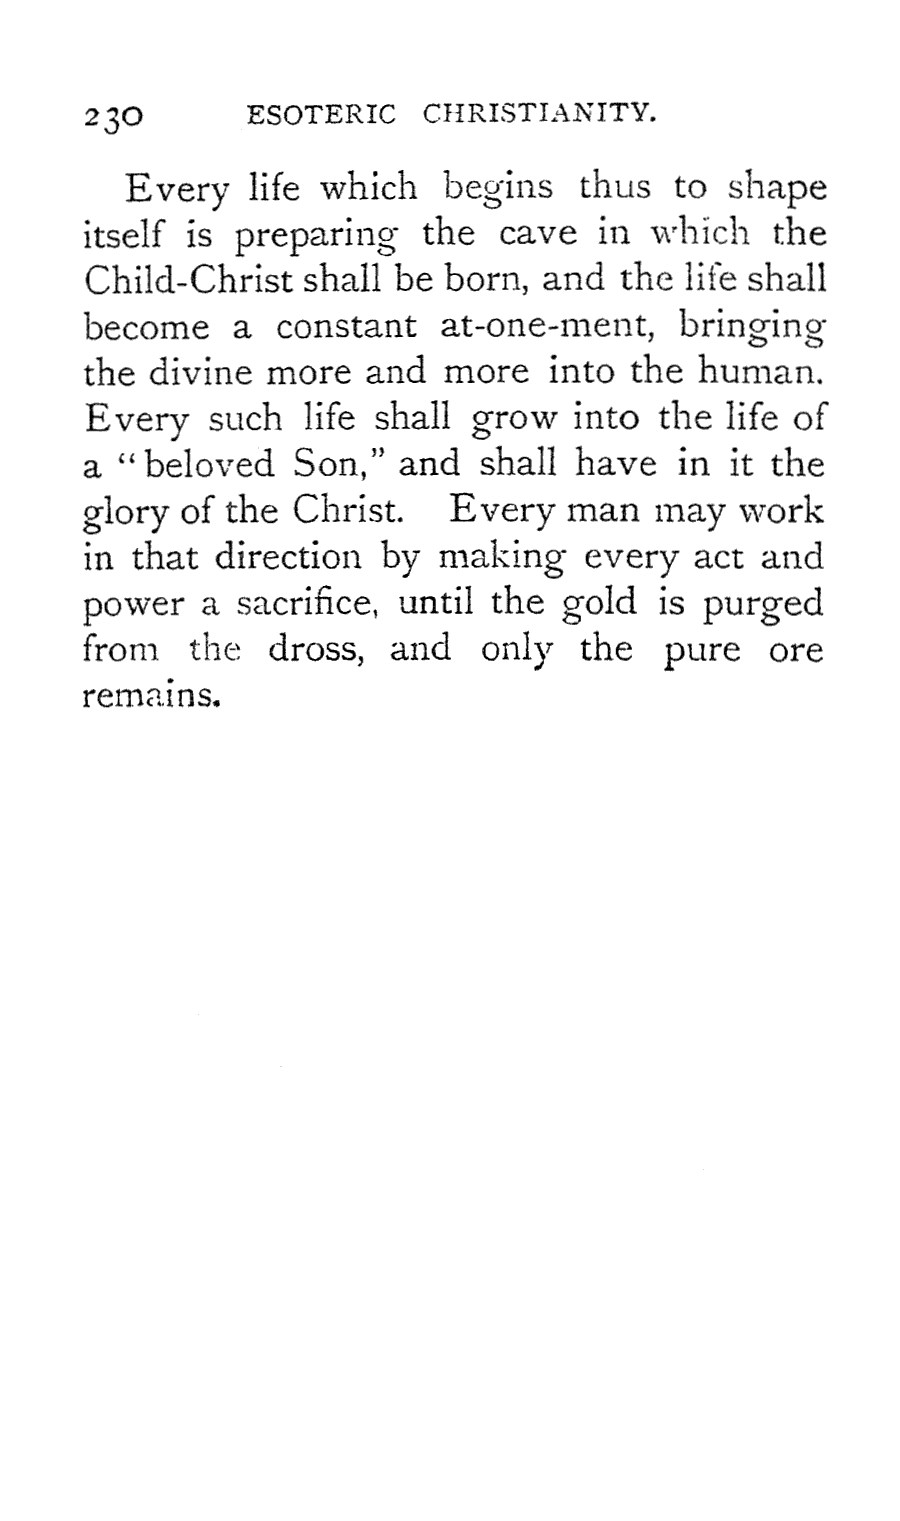 230 ESOTERIC CHRISTIANITY.
Every life which begins thus to shape
itself is preparing the cave in which the
Child-Christ shall be born, and the life shall
become a constant at-one-ment, bringing
the divine more and more into the human.
Every such life shall grow into the life of
a “beloved Son,” and shall have in it the
glory of the Christ. Every man may work
in that direction by making every act and
power a sacrifice, until the gold is purged
from the dross, and only the pure ore
remains.